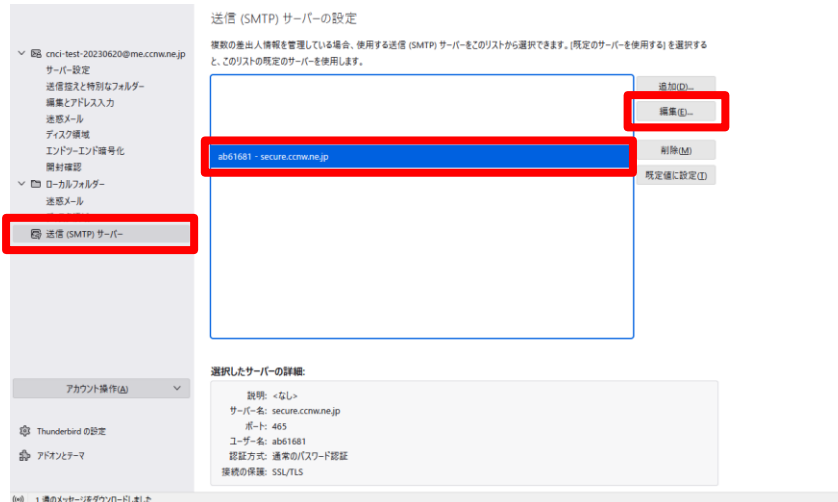 送信 (SMTP) サーバーの設定
複数の差出人情報を管理している場合、使用する送信 (SMTP) サーバーをこのリストから選択できます。[既定のサーバーを使用する] を選択する
と、このリストの既定のサーバーを使用します。
cnci-test-20230620@me.ccnw.ne.jp
サーバー設定
送信控えと特別なフォルダー
編集とアドレス入力
迷惑メール
ディスク領域
エンドツーエンド暗号化
開封確認
ローカルフォルダー
迷惑メール
送信 (SMTP) サーバー
追加(D)...
編集(E)...
ab61681 - secure.ccnw.ne.jp
削除(M)
既定値に設定(T)
選択したサーバーの詳細:
説明: <なし>
サーバー名: secure.ccnw.ne.jp
ポート: 465
ユーザー名: ab61681
認証方式: 通常のパスワード認証
接続の保護: SSL/TLS
アカウント操作(A)
Thunderbird の設定
アドオンとテーマ
1 通のメッセージをダウンロードしました